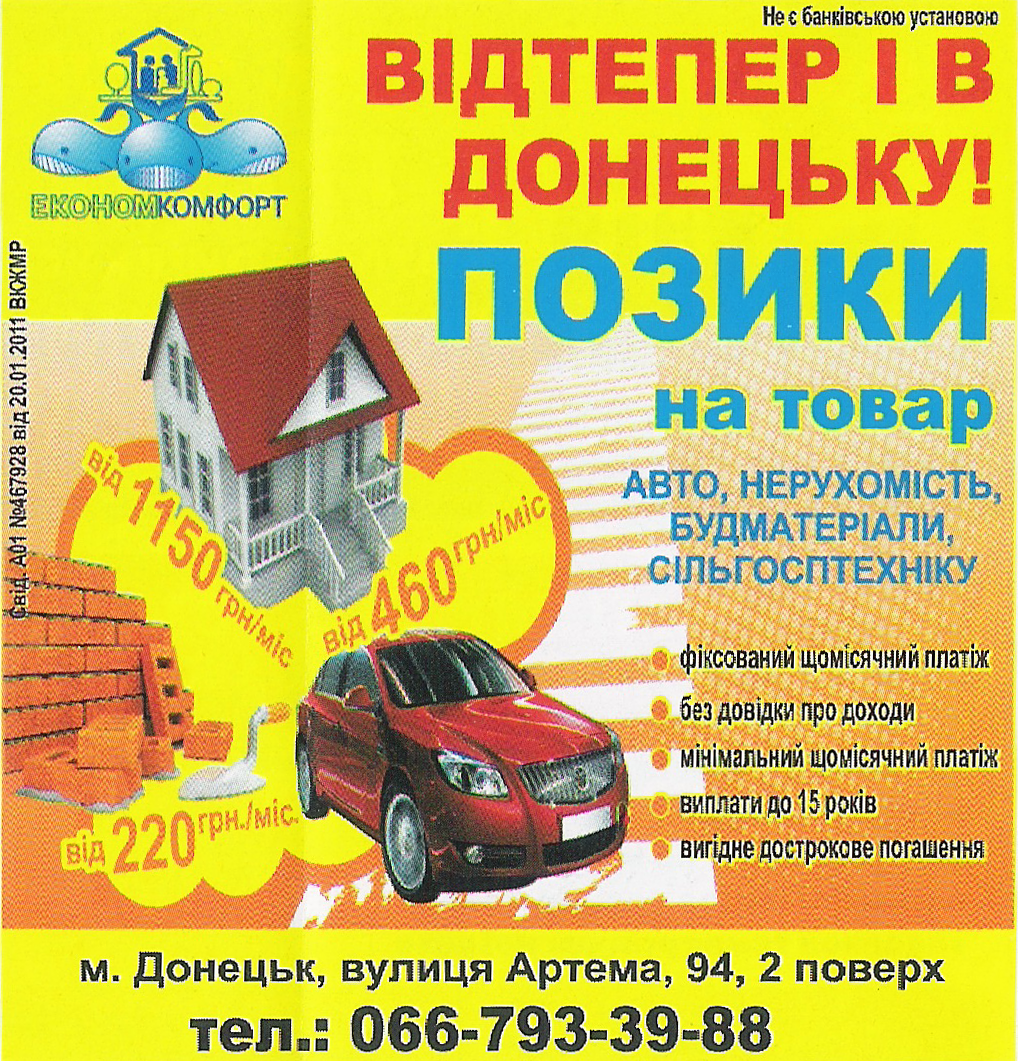 Не є банківською установою
ВІДТЕПЕР І В
ДОНЕЦЬКУ!
ЕКОНОМКОМФОРТ
ПОЗИКИ
на товар
АВТО, НЕРУХОМІСТЬ,
БУДМАТЕРІАЛИ,
СІЛЬГОСПТЕХНІКУ
Свід. А01 №467928 від 20.01.2011 ВКЖМР
від 1150 грн/міс
від 460 грн/міс
від 220 грн./міс.
фіксований щомісячний платіж
без довідки про доходи
мінімальний щомісячний платіж
виплати до 15 років
вигідне дострокове погашення
м. Донецьк, вулиця Артема, 94, 2 поверх
тел.: 066-793-39-88